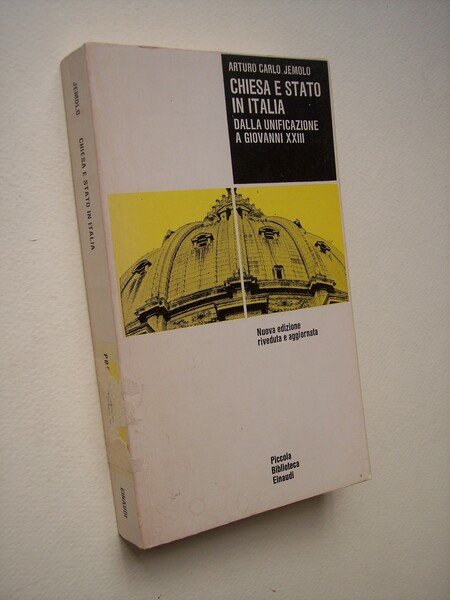 ARTURO CARLO JEMOLO
CHIESA E STATO
IN ITALIA
DALLA UNIFICAZIONE
A GIOVANNI XXIII
Nuova edizione
riveduta e aggiornata
Piccola
Biblioteca
Einaudi
JEMOLO
CHIESA E STATO IN ITALIA
EINAUDI